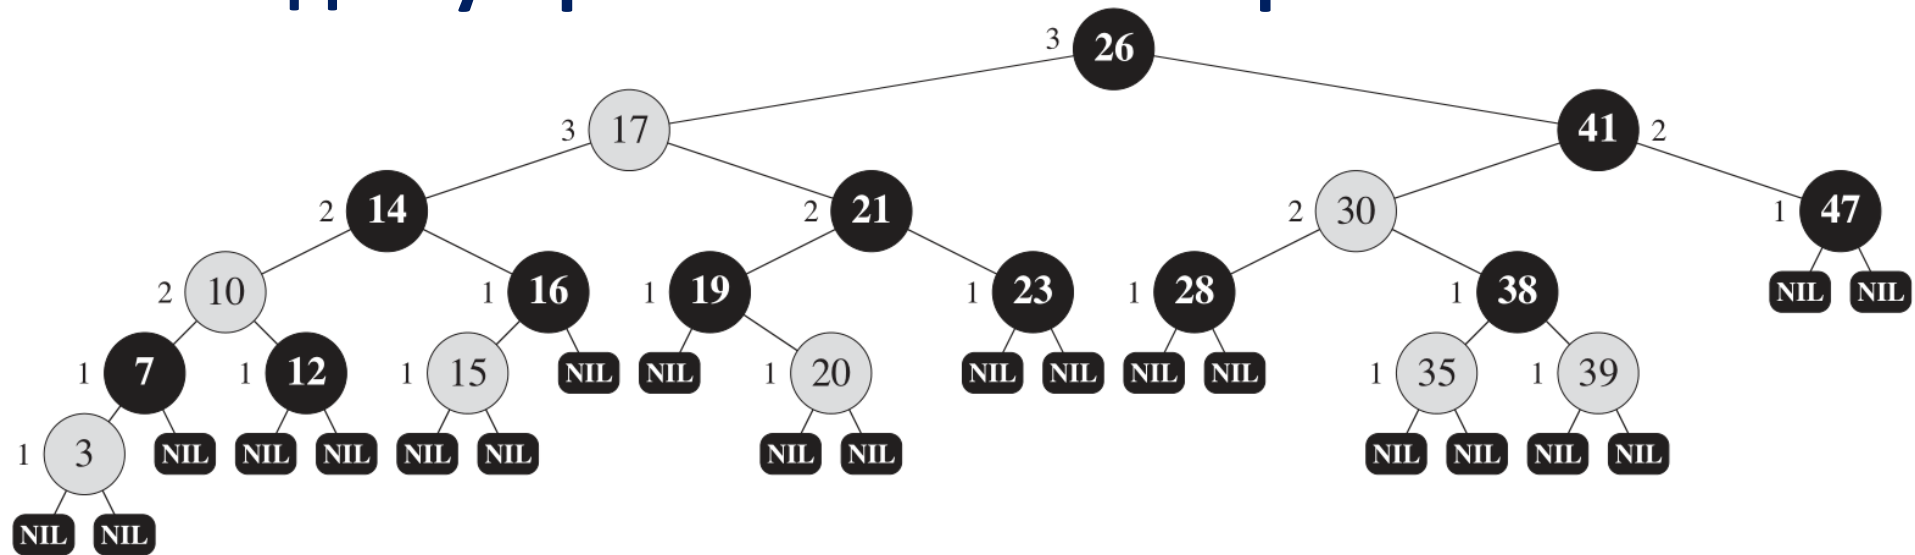 3 26
3 17 41 2
2 14 2 21 2 30 1 47
2 10 1 16 1 19 1 23 1 28 1 38 NIL NIL
1 7 1 12 1 15 NIL NIL 1 20 NIL NIL NIL NIL 1 35 1 39
1 3 NIL NIL NIL NIL NIL NIL NIL NIL NIL NIL NIL
NIL NIL